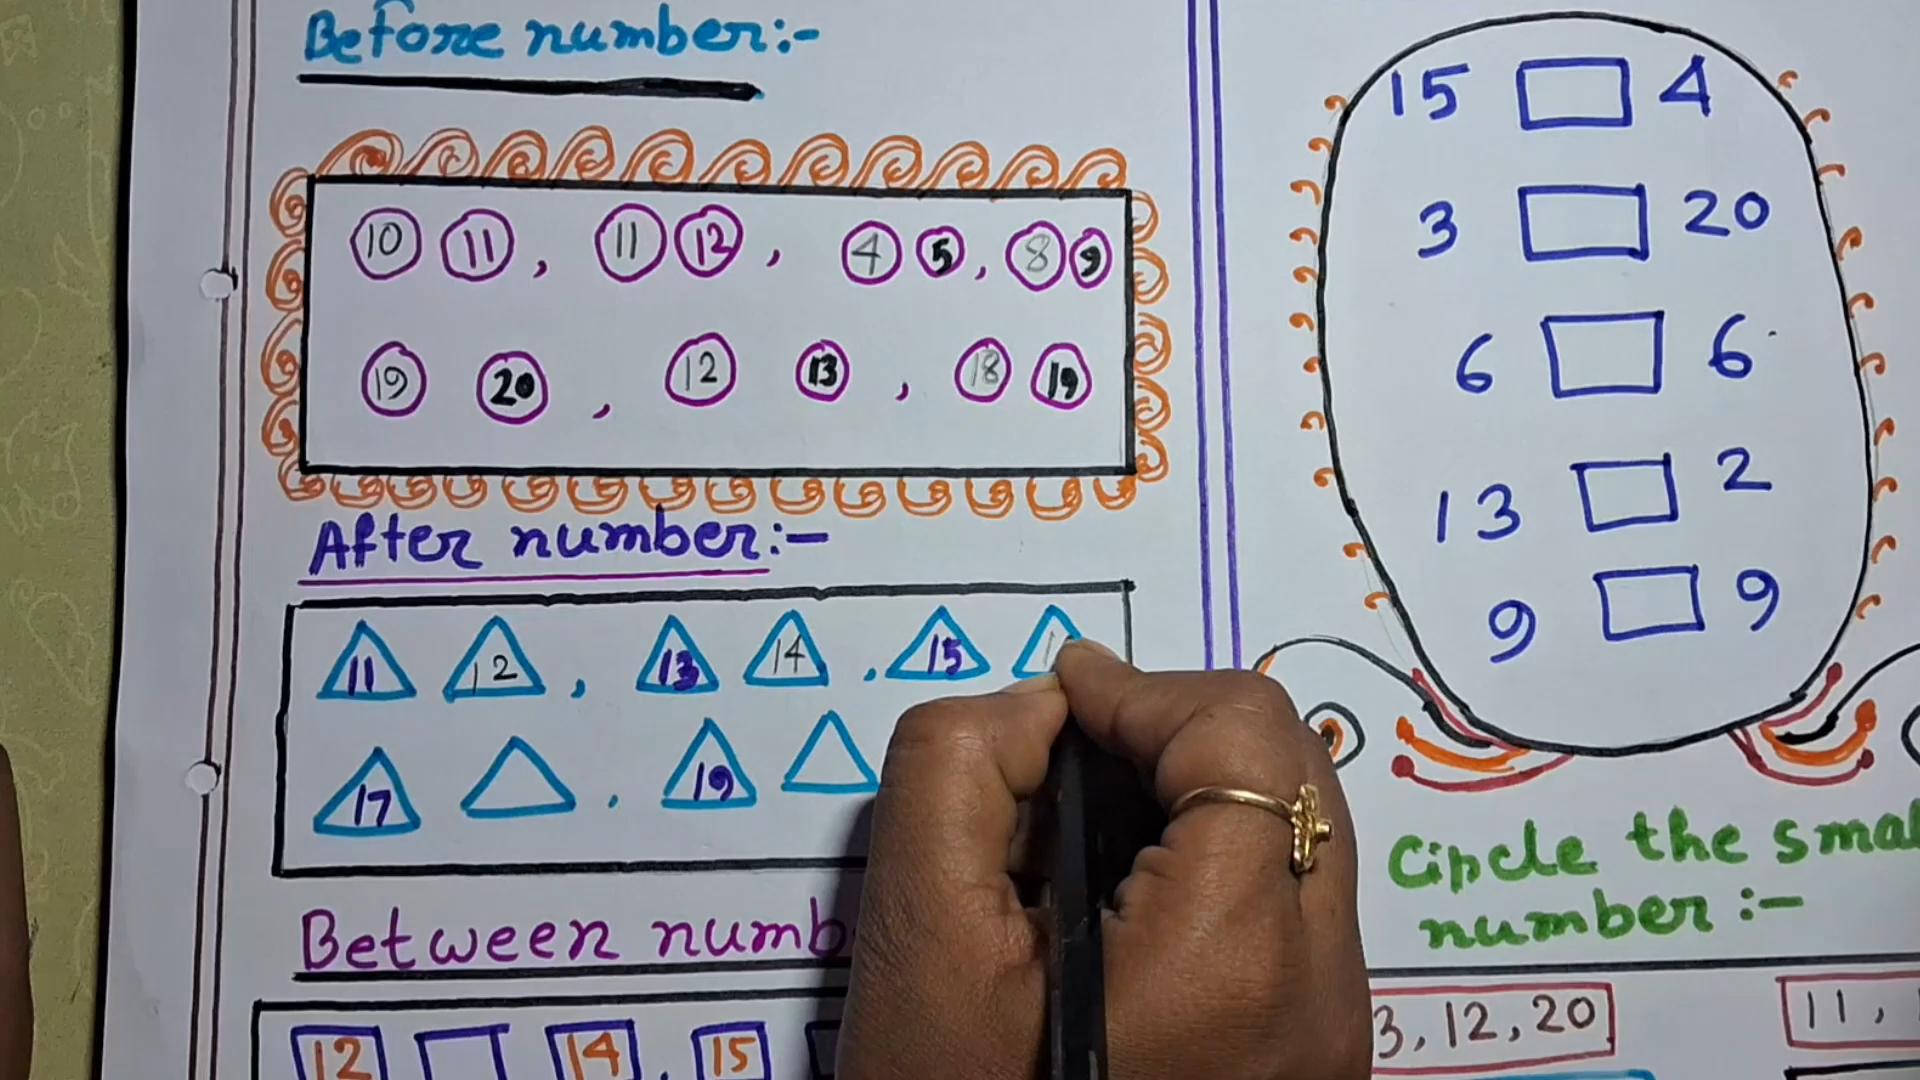 Before number:-
10 11 , 11 12 , 4 5 , 8 9
19 20 , 12 13 , 18 19
After number:-
11 12 , 13 14 . 15
17 . 19
Between
12 14 . 15
15 4
3 20
6 6
13 2
9 9
Circle the
number:-
3, 12, 20
11 ,